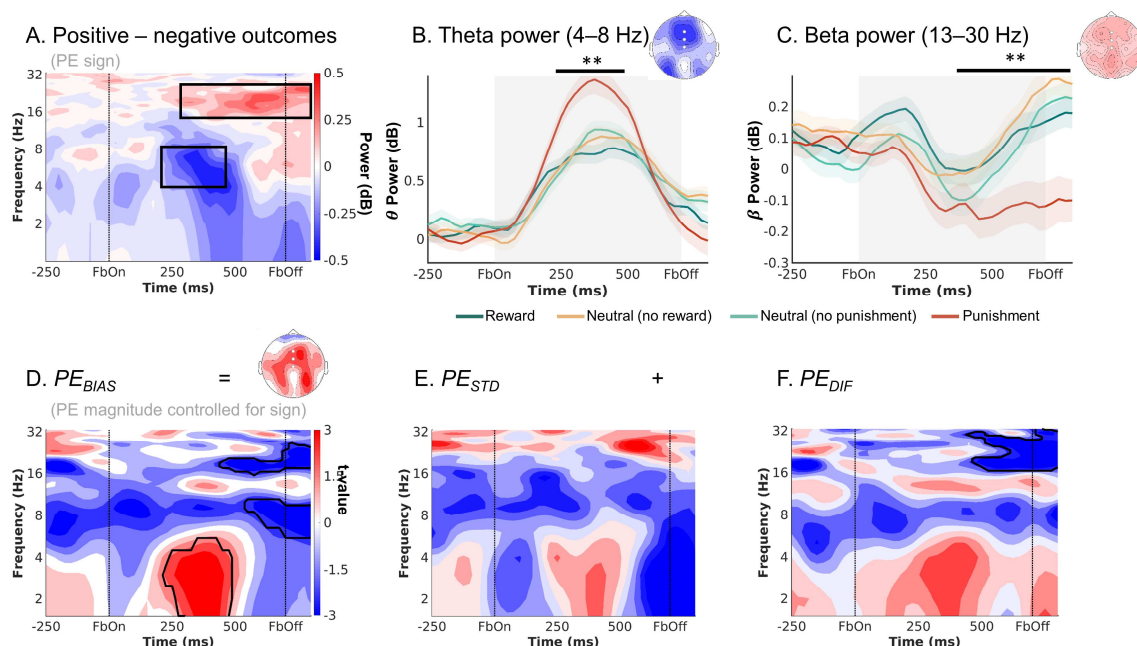 A. Positive – negative outcomes
(PE sign)
32
16
8
4
2
Frequency (Hz)
-250 FbOn 250 500 FbOff
Time (ms)
0.5
0.25
0
-0.25
-0.5
Power (dB)
B. Theta power (4–8 Hz)
**
1
0.5
0
θ Power (dB)
-250 FbOn 250 500 FbOff
Time (ms)
C. Beta power (13–30 Hz)
**
0.2
0.1
0
-0.1
-0.2
-0.3
β Power (dB)
-250 FbOn 250 500 FbOff
Time (ms)
Reward Neutral (no reward) Neutral (no punishment) Punishment
D. PE_BIAS =
(PE magnitude controlled for sign)
32
16
8
4
2
Frequency (Hz)
-250 FbOn 250 500 FbOff
Time (ms)
3
1.5
0
-1.5
-3
t-value
E. PE_STD +
32
16
8
4
2
Frequency (Hz)
-250 FbOn 250 500 FbOff
Time (ms)
F. PE_DIF
32
16
8
4
2
Frequency (Hz)
-250 FbOn 250 500 FbOff
Time (ms)